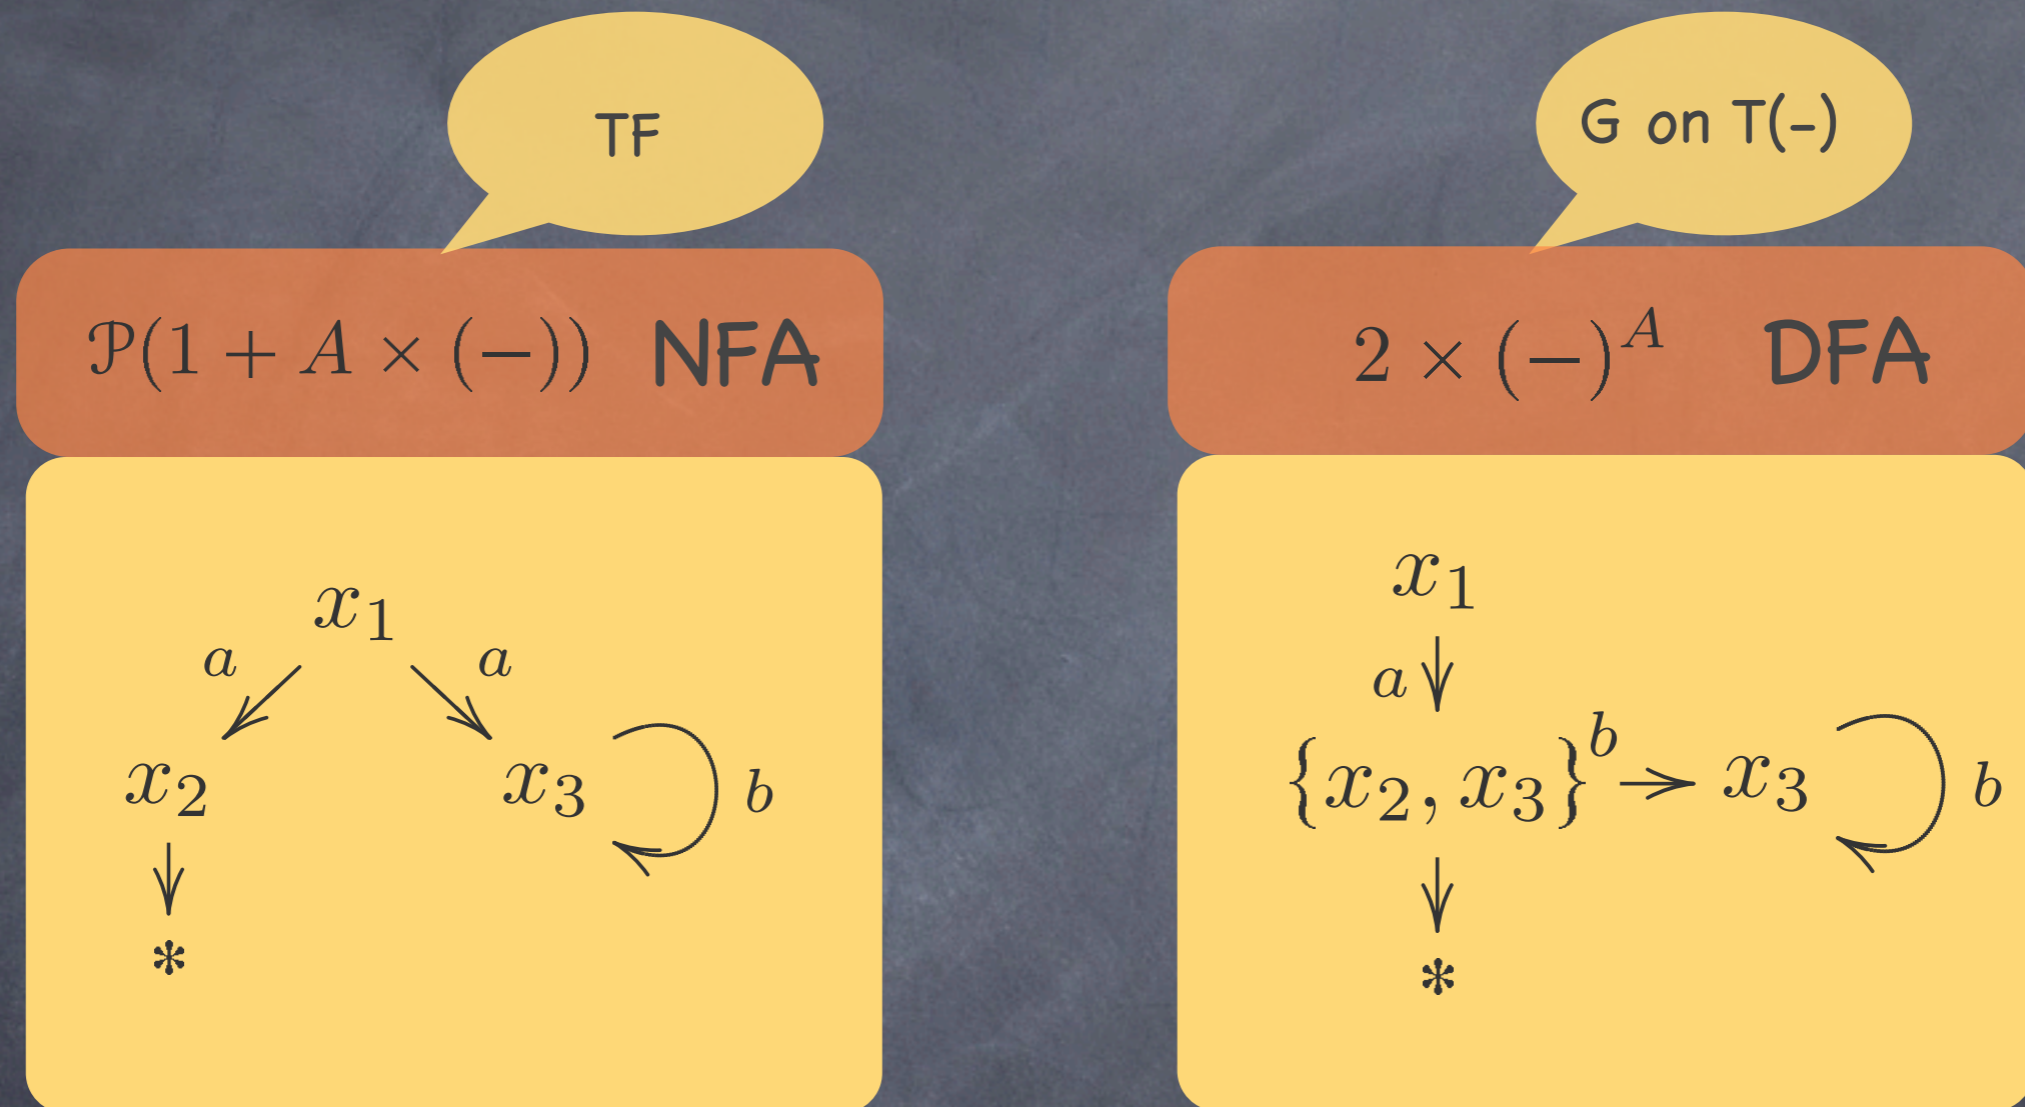 TF
G on T(-)
𝒫(1 + A × (−)) NFA
2 × (−)^A DFA
x₁
a a
x₂ x₃ b
*
x₁
a
{x₂, x₃} b x₃ b
*